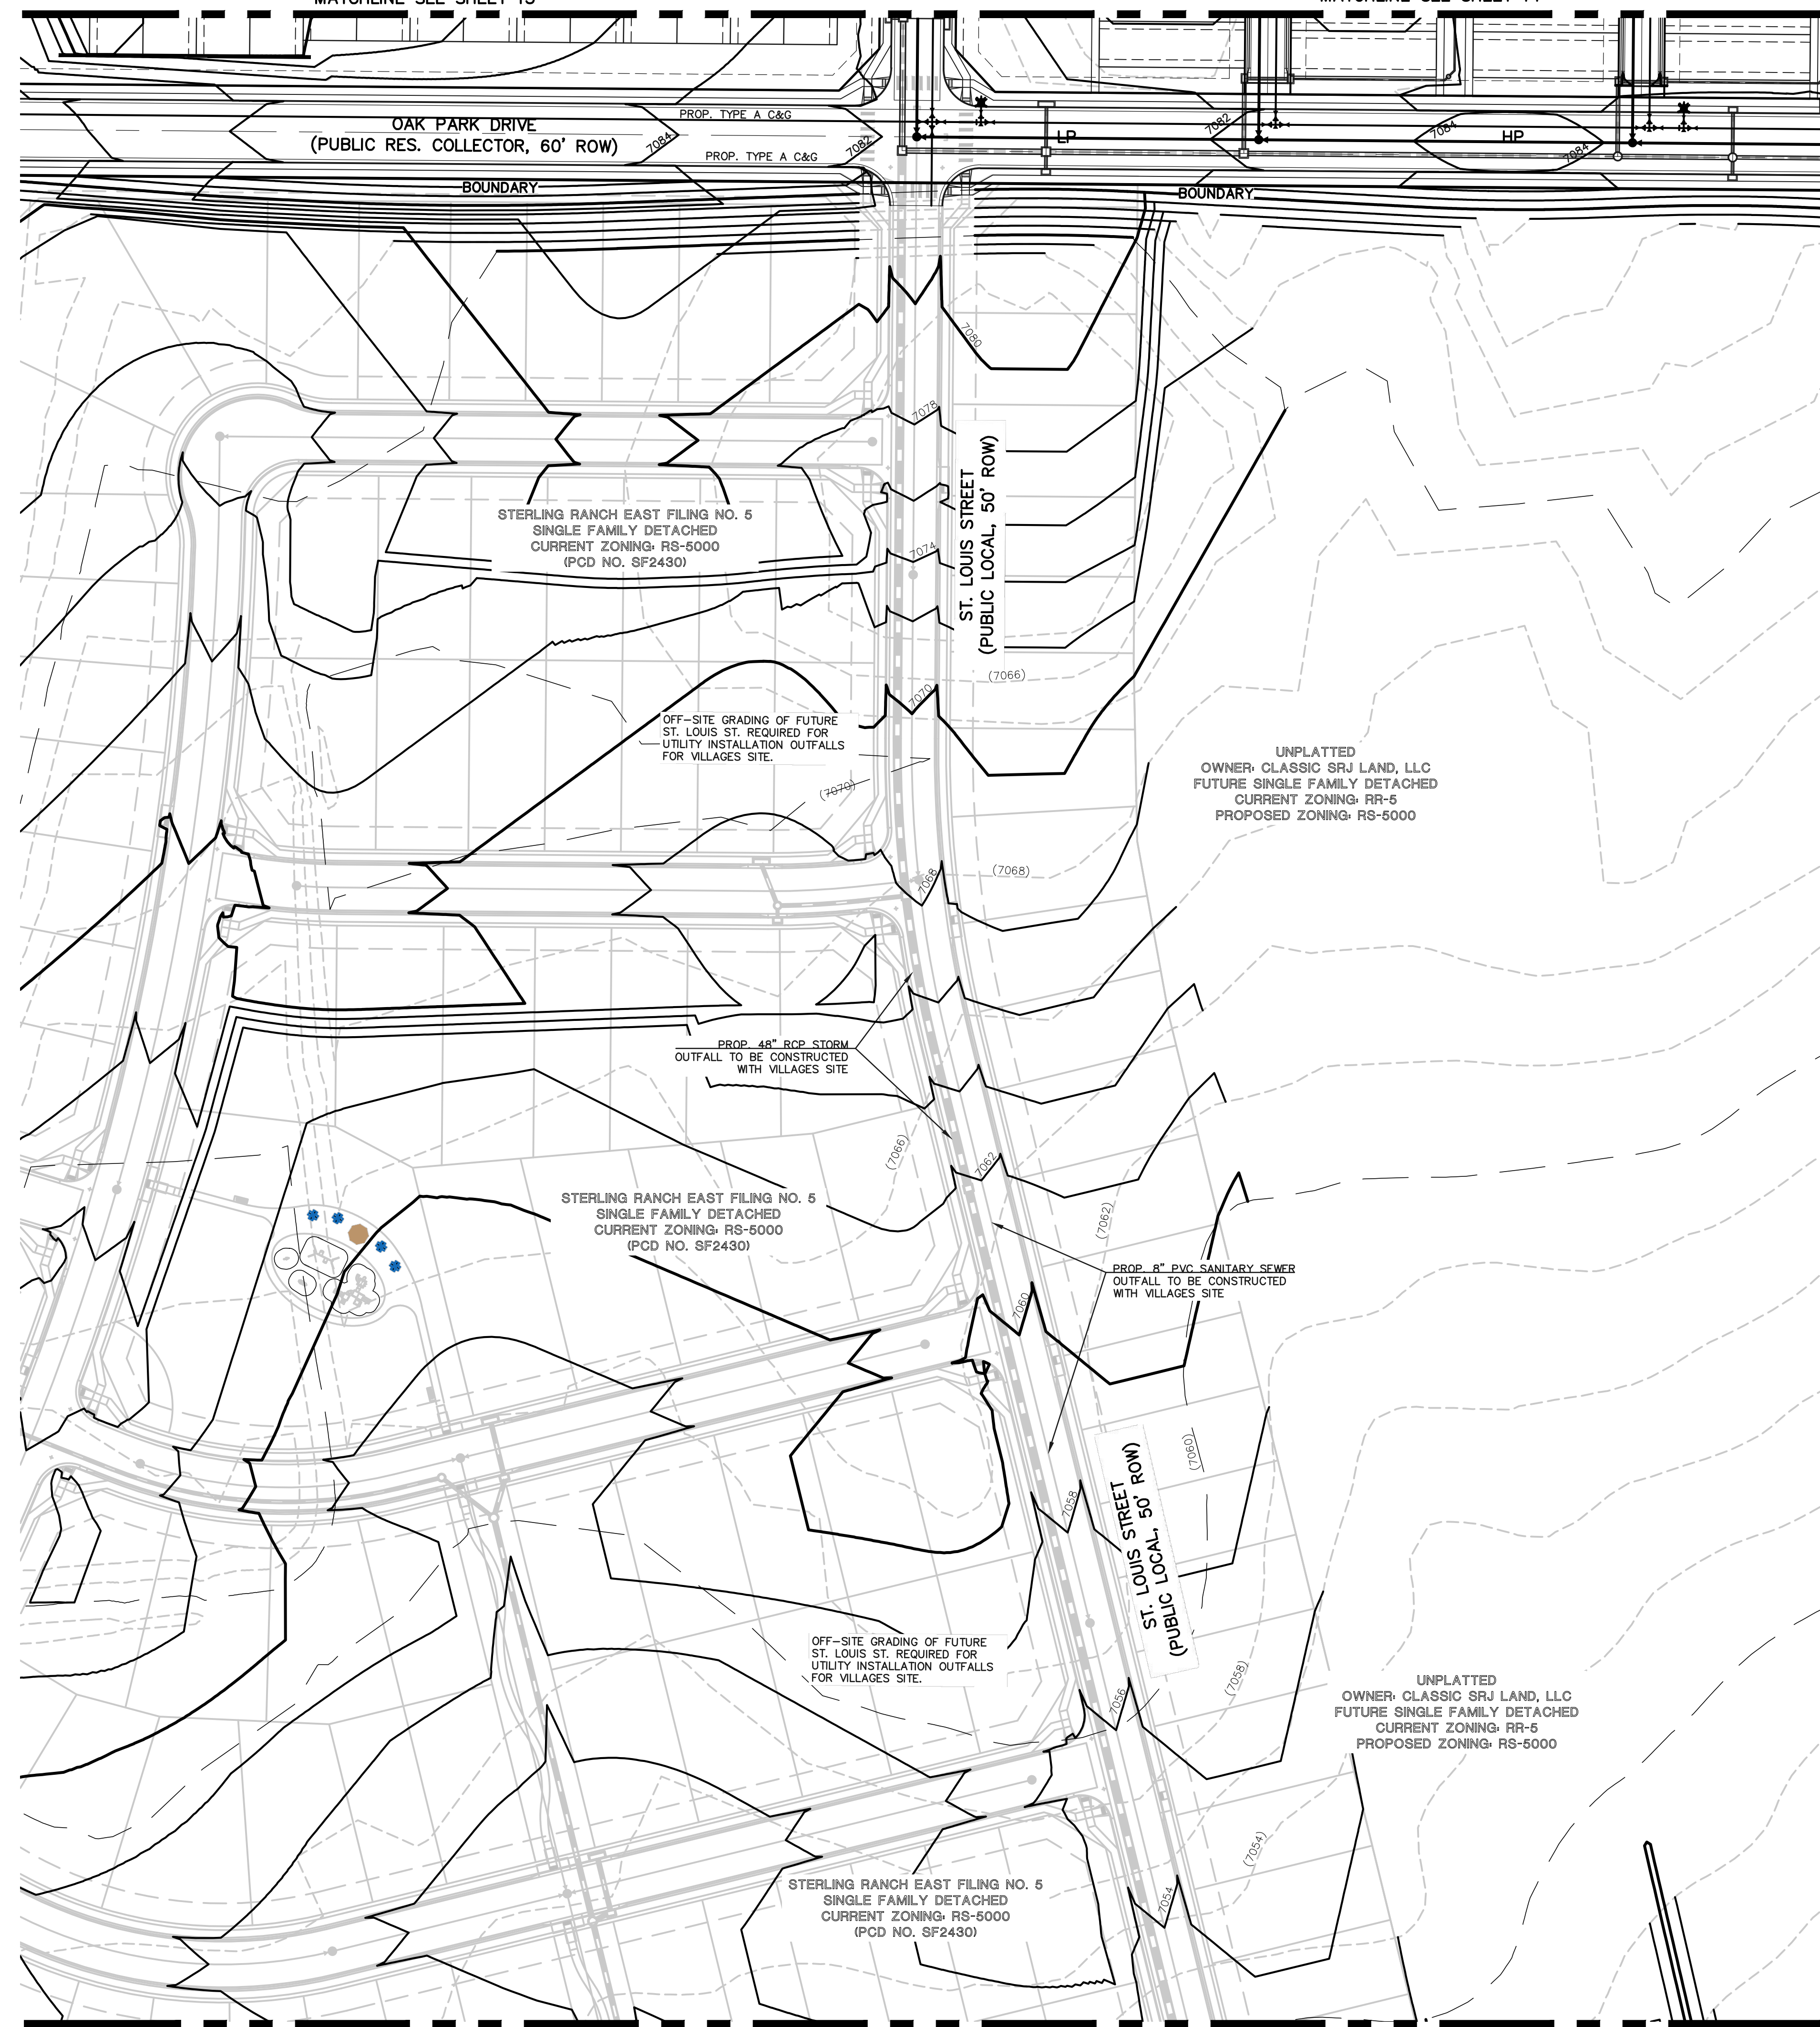 OAK PARK DRIVE
(PUBLIC RES. COLLECTOR, 60' ROW)
PROP. TYPE A C&G
PROP. TYPE A C&G
7084
7082
LP
7082
7084
HP
7084
BOUNDARY
BOUNDARY
7080
7078
ST. LOUIS STREET
(PUBLIC LOCAL, 50' ROW)
STERLING RANCH EAST FILING NO. 5
SINGLE FAMILY DETACHED
CURRENT ZONING: RS-5000
(PCD NO. SF2430)
7074
(7066)
7070
OFF-SITE GRADING OF FUTURE
ST. LOUIS ST. REQUIRED FOR
UTILITY INSTALLATION OUTFALLS
FOR VILLAGES SITE.
(7070)
UNPLATTED
OWNER: CLASSIC SRJ LAND, LLC
FUTURE SINGLE FAMILY DETACHED
CURRENT ZONING: RR-5
PROPOSED ZONING: RS-5000
7068
(7068)
PROP. 48" RCP STORM
OUTFALL TO BE CONSTRUCTED
WITH VILLAGES SITE
(7066)
7062
(7062)
STERLING RANCH EAST FILING NO. 5
SINGLE FAMILY DETACHED
CURRENT ZONING: RS-5000
(PCD NO. SF2430)
PROP. 8" PVC SANITARY SEWER
OUTFALL TO BE CONSTRUCTED
WITH VILLAGES SITE
7060
(7060)
7058
ST. LOUIS STREET
(PUBLIC LOCAL, 50' ROW)
OFF-SITE GRADING OF FUTURE
ST. LOUIS ST. REQUIRED FOR
UTILITY INSTALLATION OUTFALLS
FOR VILLAGES SITE.
(7058)
7056
UNPLATTED
OWNER: CLASSIC SRJ LAND, LLC
FUTURE SINGLE FAMILY DETACHED
CURRENT ZONING: RR-5
PROPOSED ZONING: RS-5000
(7054)
7054
STERLING RANCH EAST FILING NO. 5
SINGLE FAMILY DETACHED
CURRENT ZONING: RS-5000
(PCD NO. SF2430)